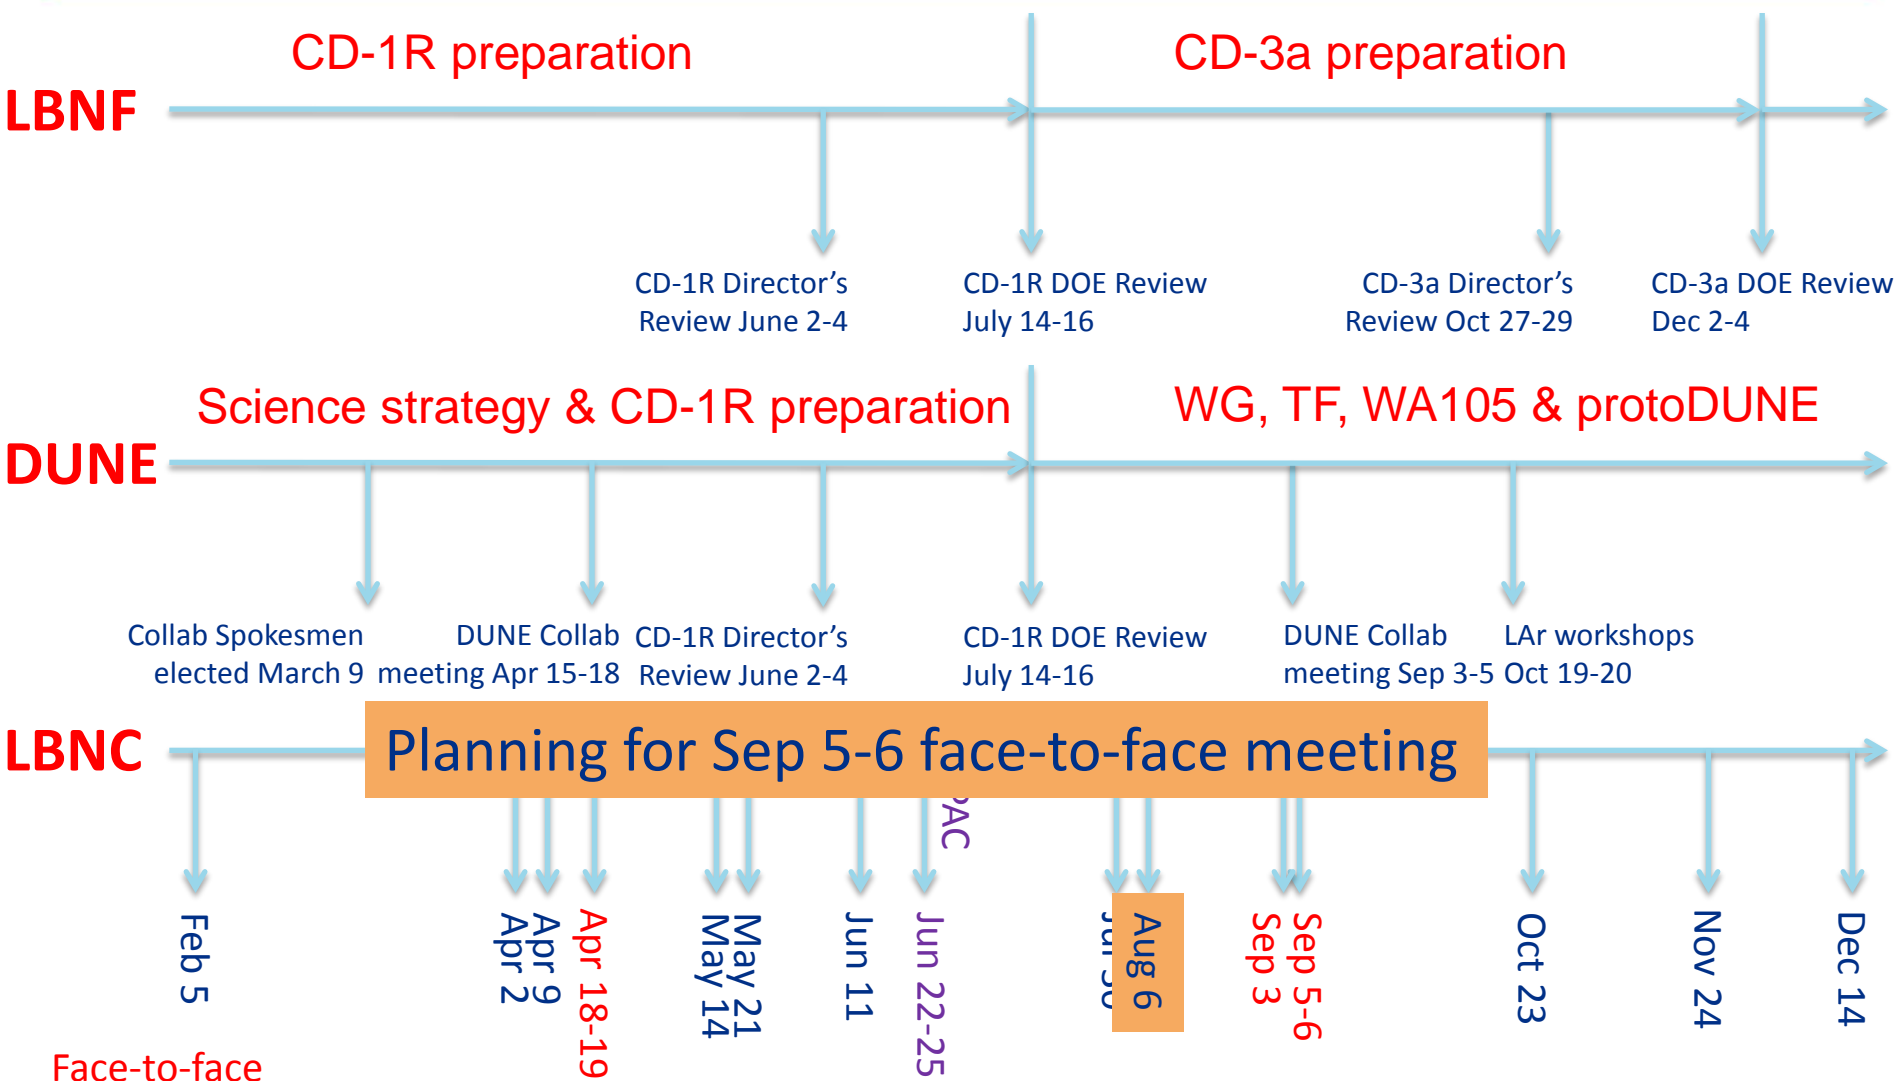 CD-1R preparation
CD-3a preparation
LBNF
CD-1R Director’s
Review June 2-4
CD-1R DOE Review
July 14-16
CD-3a Director’s
Review Oct 27-29
CD-3a DOE Review
Dec 2-4
Science strategy & CD-1R preparation
WG, TF, WA105 & protoDUNE
DUNE
Collab Spokesmen
elected March 9
DUNE Collab
meeting Apr 15-18
CD-1R Director’s
Review June 2-4
CD-1R DOE Review
July 14-16
DUNE Collab
meeting Sep 3-5
LAr workshops
Oct 19-20
LBNC
Planning for Sep 5-6 face-to-face meeting
PAC
Feb 5
Apr 2
Apr 9
Apr 18-19
May 14
May 21
Jun 11
Jun 22-25
Aug 6
Sep 3
Sep 5-6
Oct 23
Nov 24
Dec 14
Face-to-face